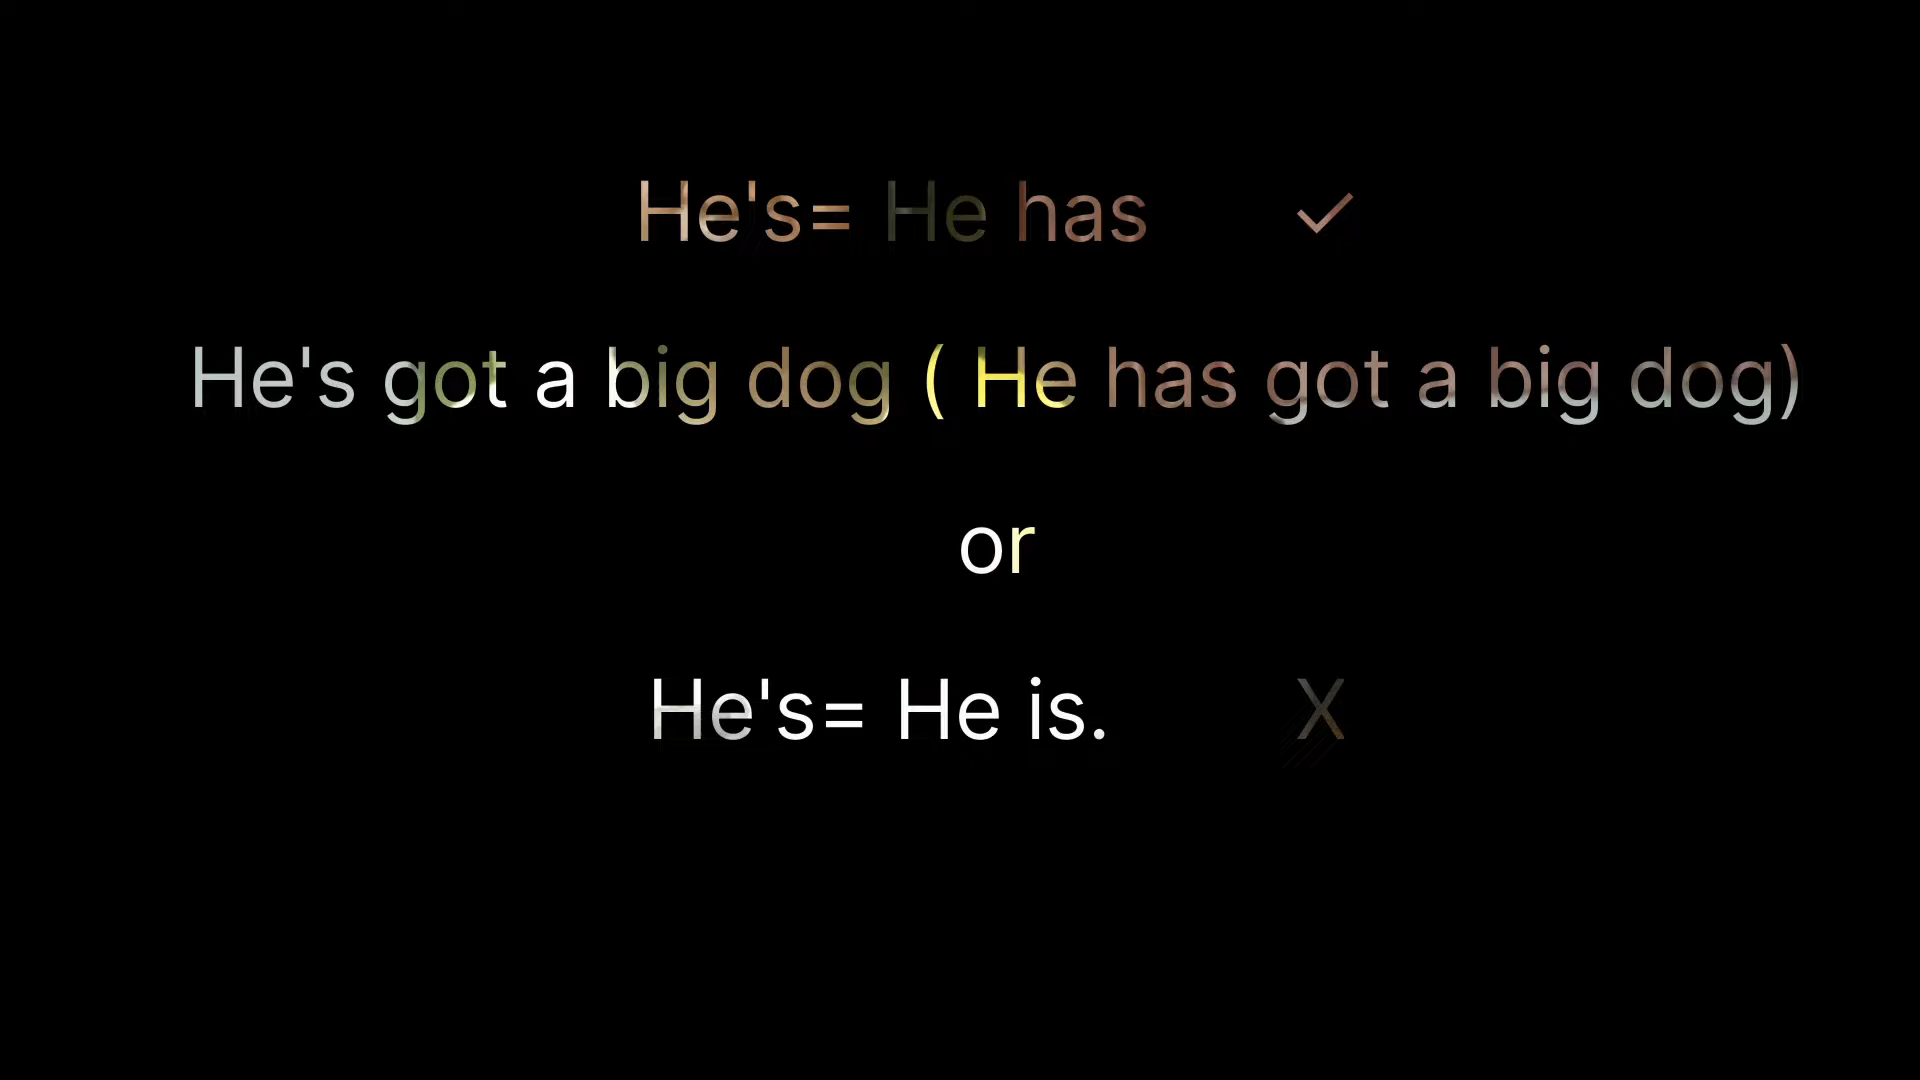 He's= He has ✓
He's got a big dog ( He has got a big dog)
or
He's= He is. X